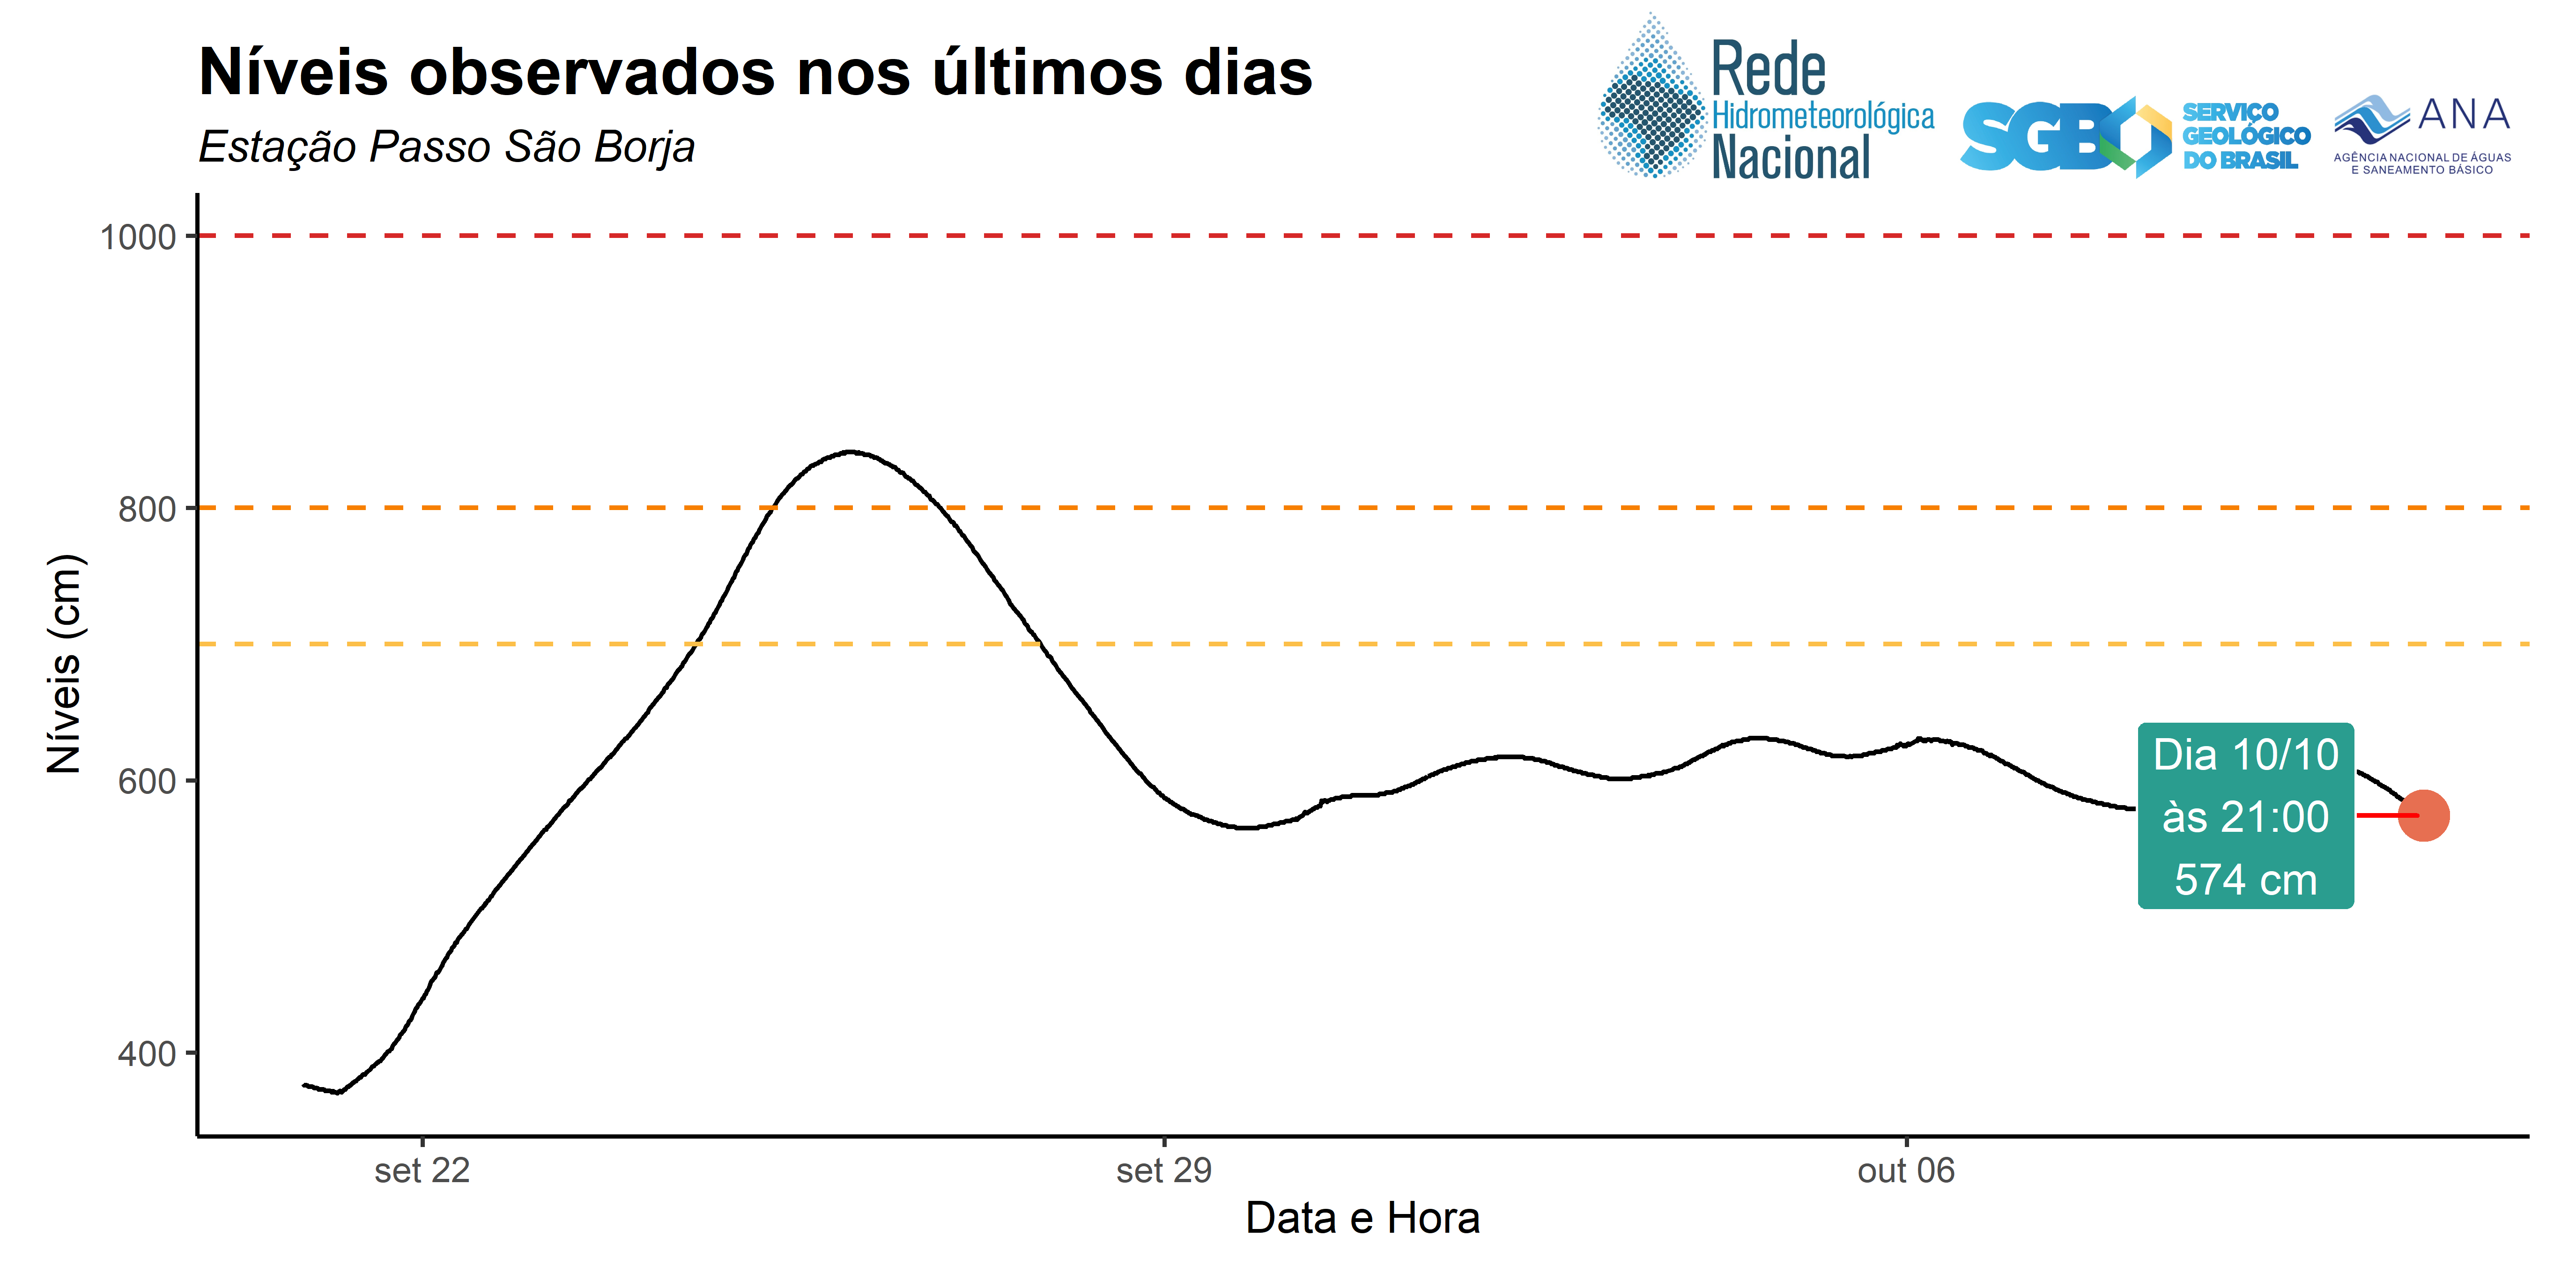 Níveis observados nos últimos dias
Estação Passo São Borja
Rede
Hidrometeorológica
Nacional
SGB
SERVIÇO
GEOLÓGICO
DO BRASIL
ANA
AGÊNCIA NACIONAL DE ÁGUAS
E SANEAMENTO BÁSICO
Níveis (cm)
1000
800
600
400
Dia 10/10
às 21:00
574 cm
set 22
set 29
out 06
Data e Hora